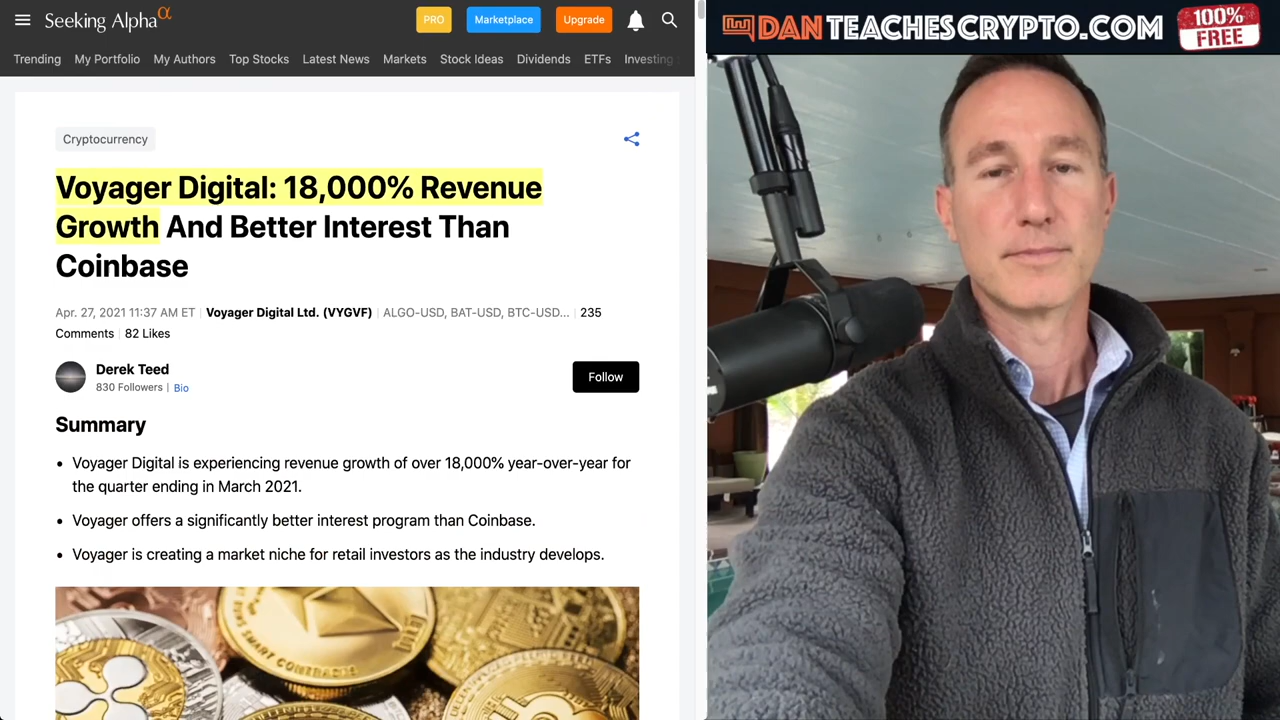 Seeking Alpha α
PRO
Marketplace
Upgrade
Trending My Portfolio My Authors Top Stocks Latest News Markets Stock Ideas Dividends ETFs Investing
Cryptocurrency
Voyager Digital: 18,000% Revenue
Growth And Better Interest Than
Coinbase
Apr. 27, 2021 11:37 AM ET | Voyager Digital Ltd. (VYGVF) | ALGO-USD, BAT-USD, BTC-USD... | 235
Comments | 82 Likes
Derek Teed
830 Followers | Bio
Follow
Summary
• Voyager Digital is experiencing revenue growth of over 18,000% year-over-year for
the quarter ending in March 2021.
• Voyager offers a significantly better interest program than Coinbase.
• Voyager is creating a market niche for retail investors as the industry develops.
SMART CONTRACTS
DANTEACHESCRYPTO.COM
100%
FREE